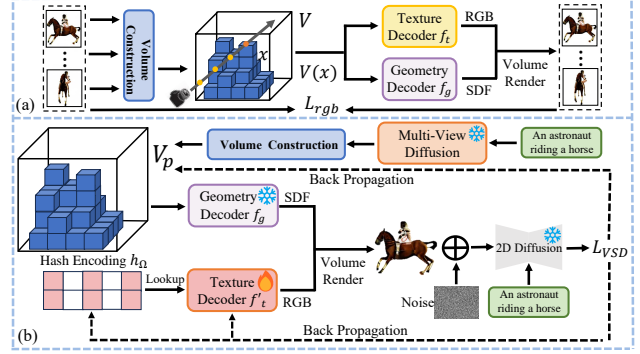 Volume
Construction
V
x
V(x)
Texture
Decoder f_t
RGB
Geometry
Decoder f_g
SDF
Volume
Render
(a)
L_rgb
V_p
Volume Construction
Multi-View
Diffusion
An astronaut
riding a horse
Back Propagation
Geometry
Decoder f_g
SDF
Hash Encoding h_Ω
Lookup
Texture
Decoder f'_t
RGB
Volume
Render
Noise
2D Diffusion
L_VSD
An astronaut
riding a horse
Back Propagation
(b)